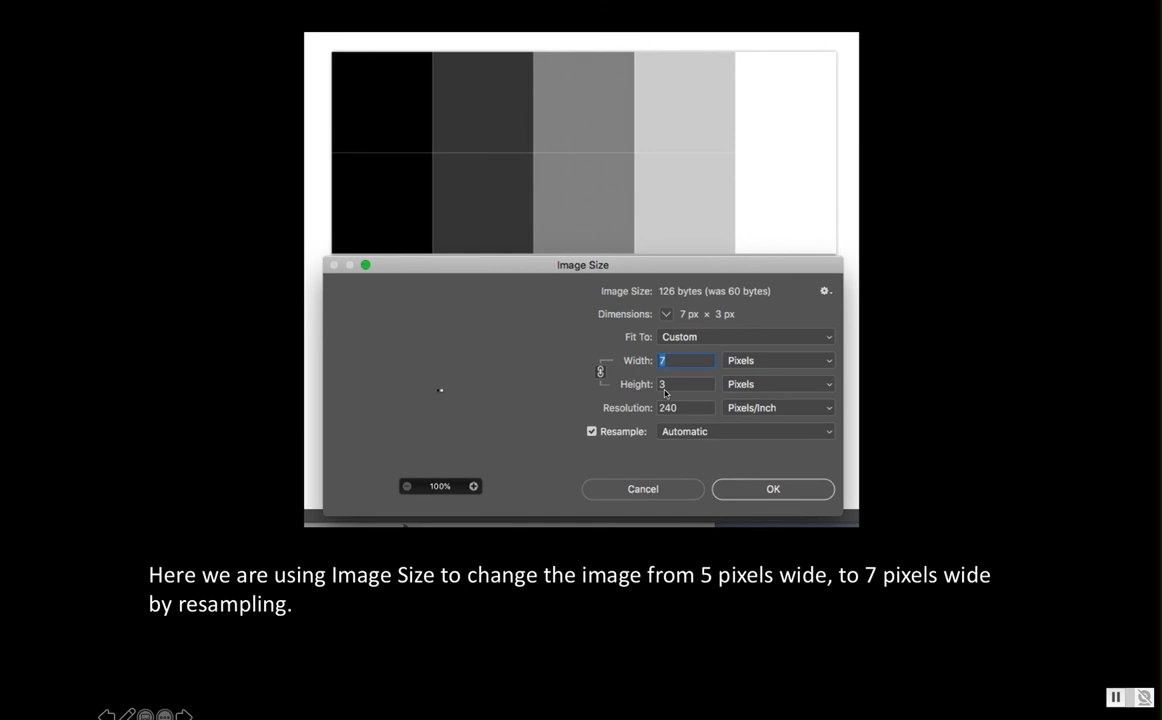 Image Size
Image Size: 126 bytes (was 60 bytes)
Dimensions: 7 px × 3 px
Fit To: Custom
Width: 7 Pixels
Height: 3 Pixels
Resolution: 240 Pixels/Inch
Resample: Automatic
100%
Cancel OK
Here we are using Image Size to change the image from 5 pixels wide, to 7 pixels wide
by resampling.